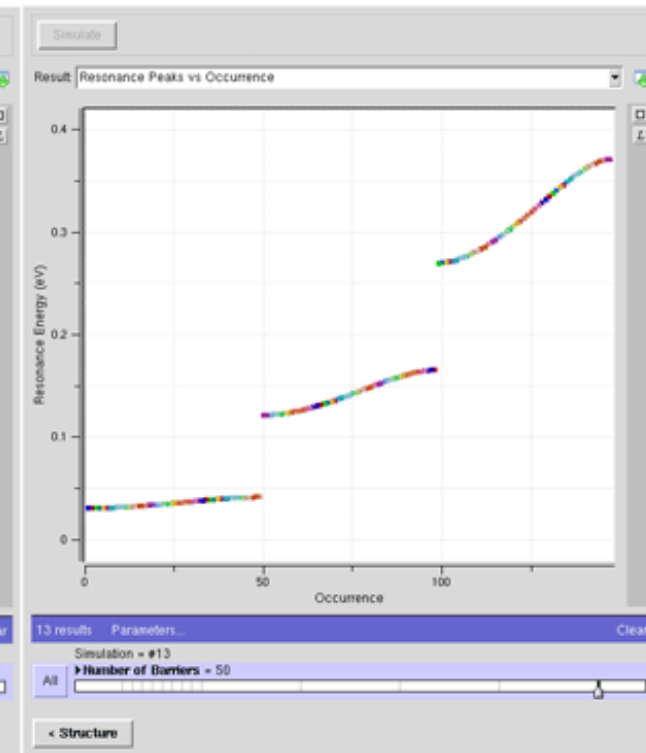 Simulate
Result: Resonance Peaks vs Occurrence
0.4
0.3
0.2
0.1
0
Resonance Energy (eV)
0 50 100
Occurrence
13 results Parameters... Clear
Simulation = #13
All Number of Barriers = 50
< Structure